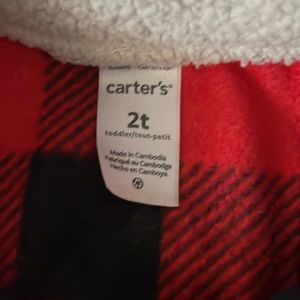 carter's®
2t
toddler/tout-petit
Made in Cambodia
Fabriqué au Cambodge
Hecho en Camboya